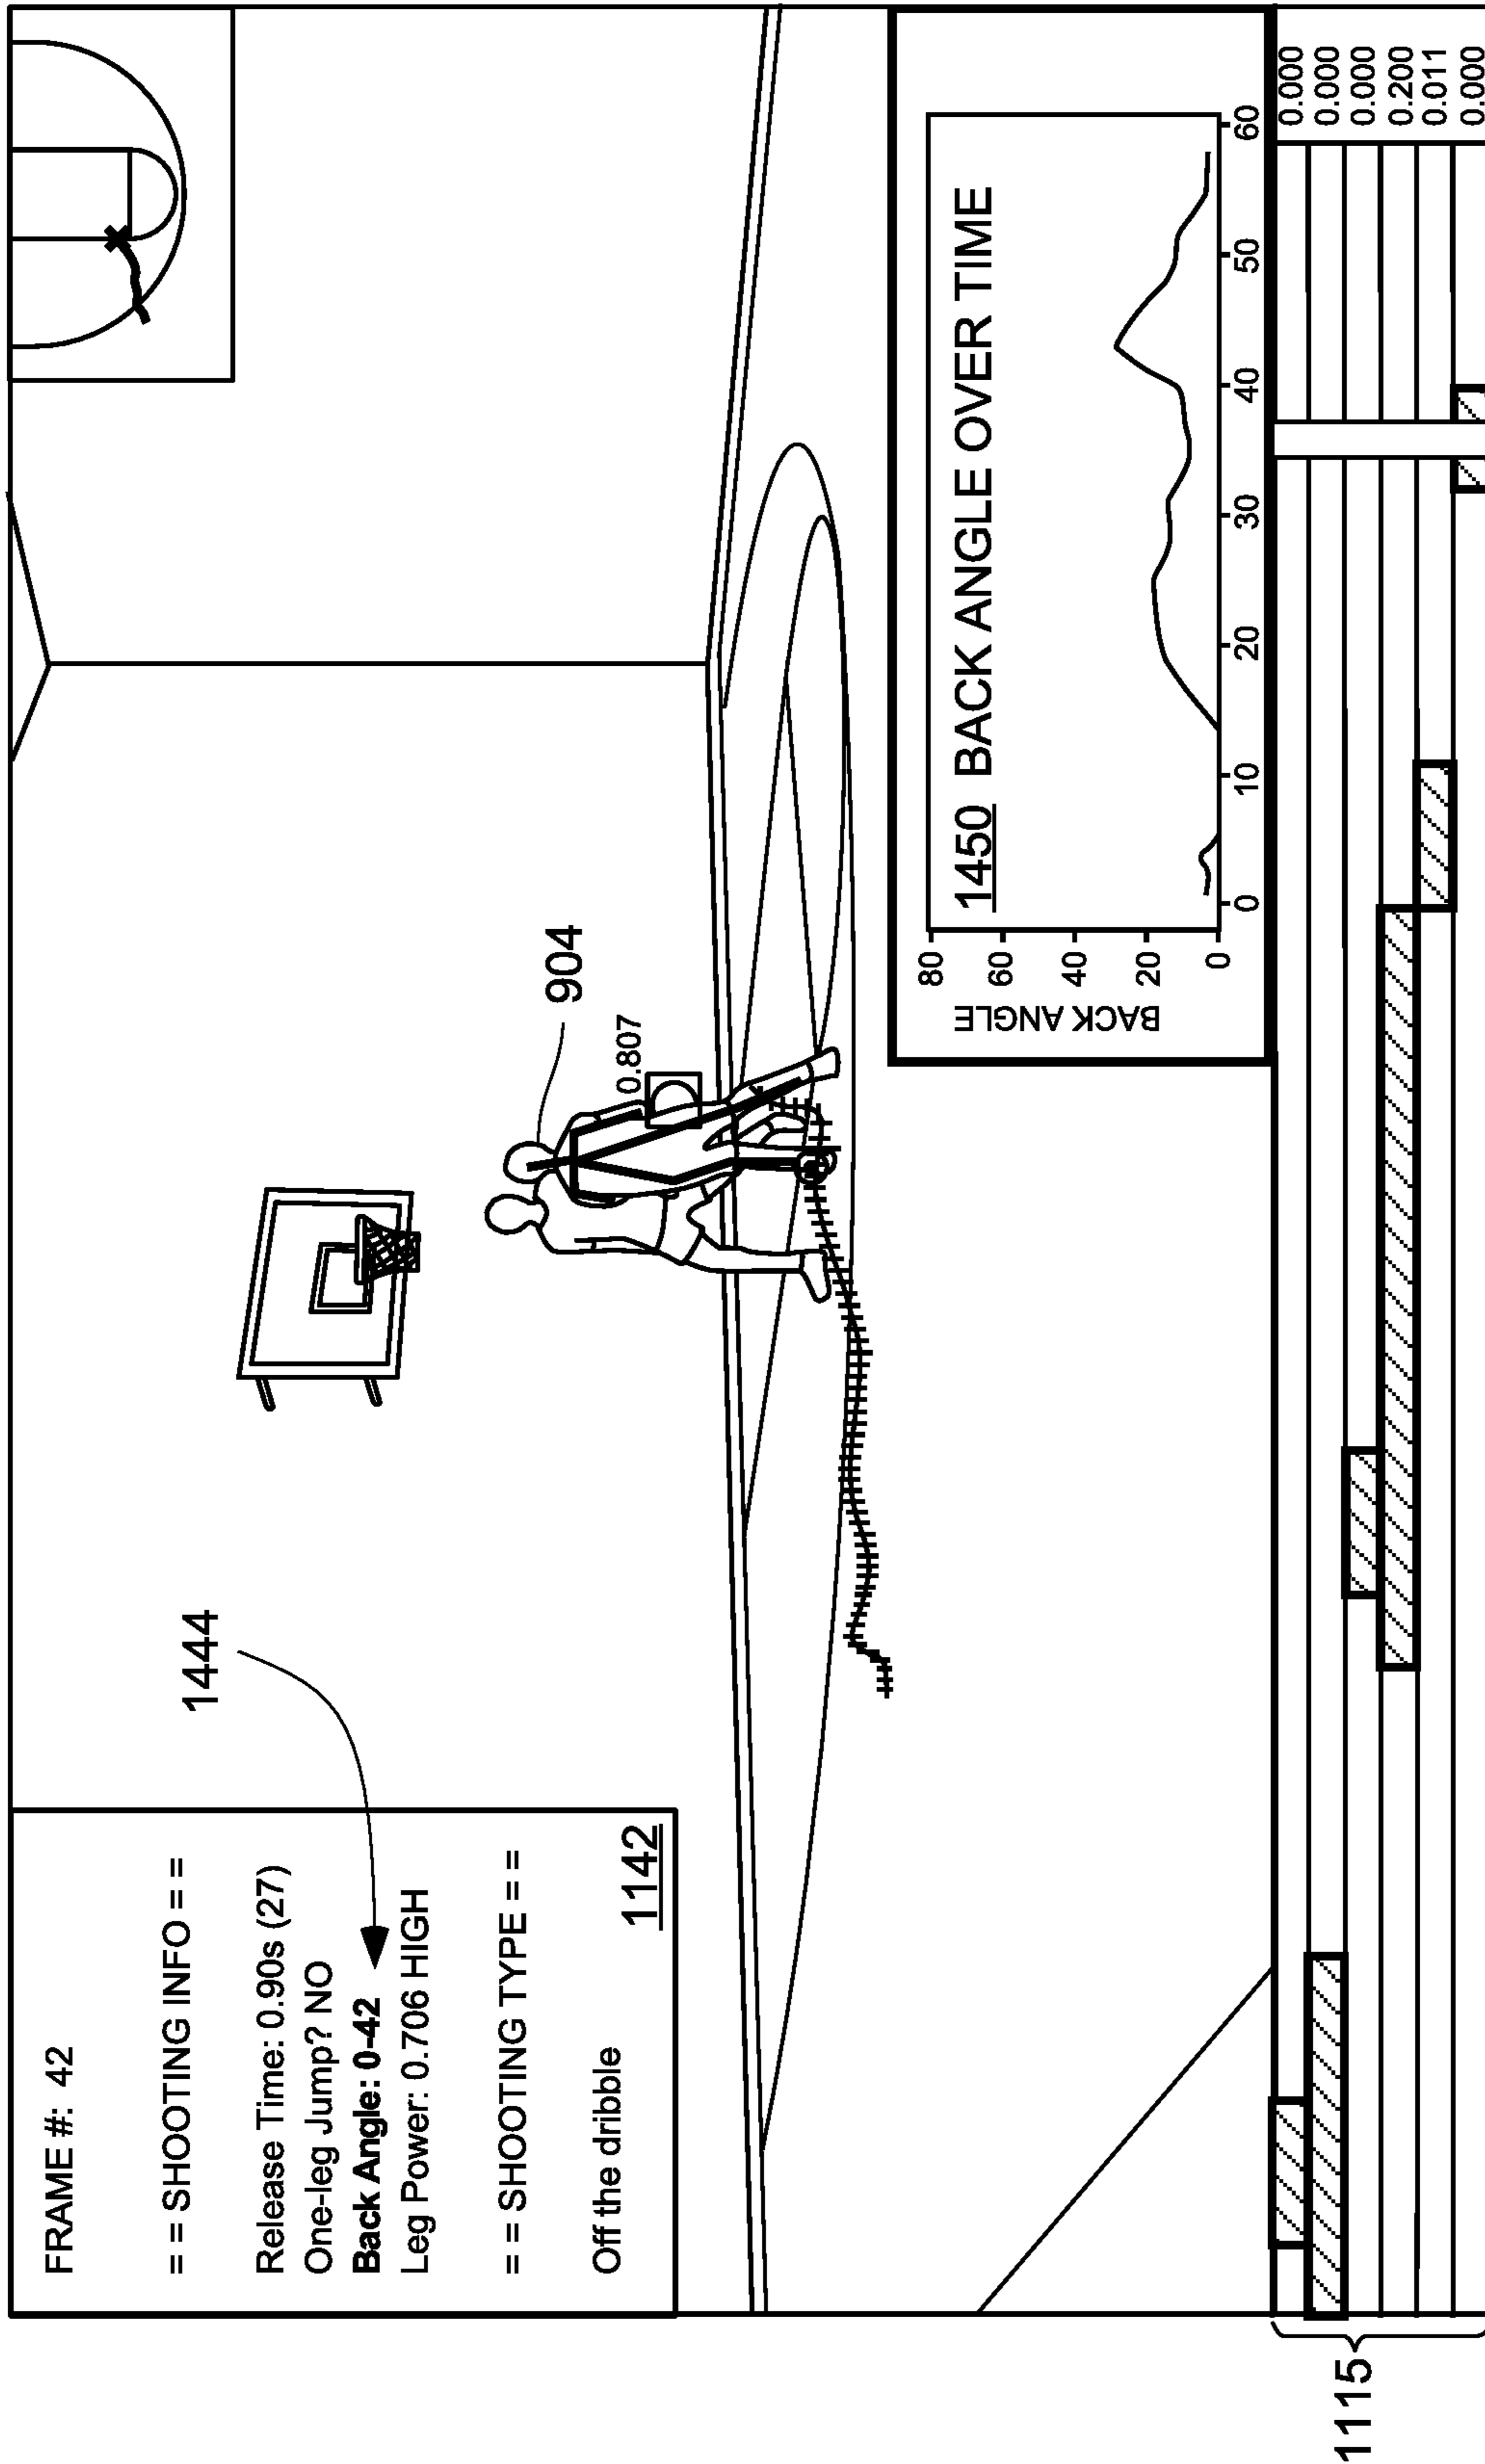 FRAME #: 42
= = SHOOTING INFO = =
Release Time: 0.90s (27)
One-leg Jump? NO
Back Angle: 0-42
Leg Power: 0.706 HIGH
= = SHOOTING TYPE = =
Off the dribble
1142
1444
904
0.807
1450 BACK ANGLE OVER TIME
BACK ANGLE
80
60
40
20
0
0 10 20 30 40 50 60
1115
0.000
0.000
0.000
0.200
0.011
0.000